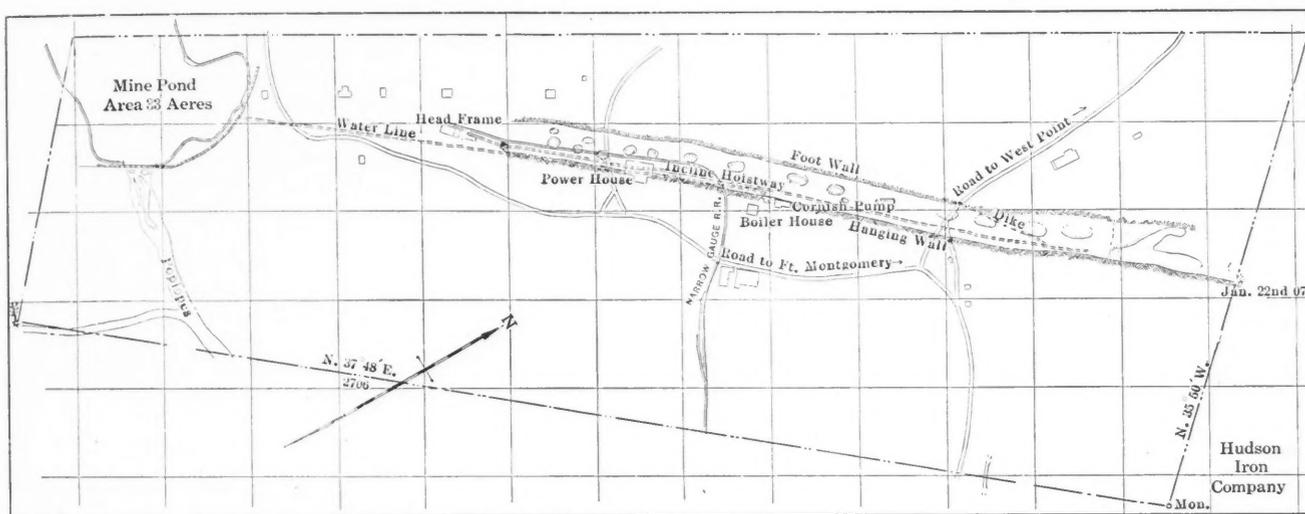 Mine Pond
Area 33 Acres
Water Line
Head Frame
Foot Wall
Road to West Point
Incline Hoistway
Power House
Cornish Pump
Boiler House
Dike
Hanging Wall
NARROW GAUGE R.R.
Road to Ft. Montgomery
Jan. 22nd 07
Poplopes
N
N. 37°48' E.
2706
N. 35°50' W.
Hudson
Iron
Company
Mon.